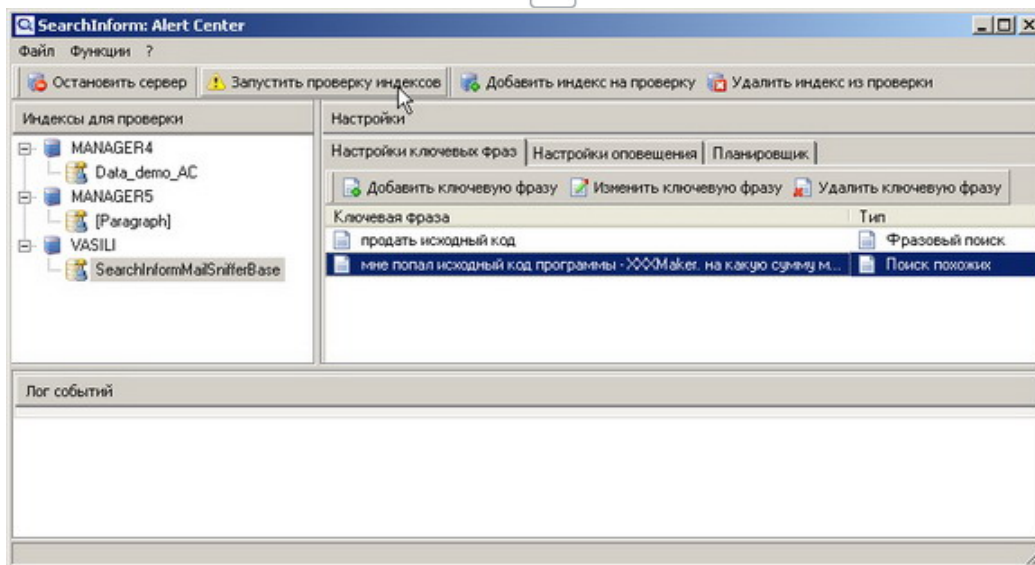 SearchInform: Alert Center
Файл Функции ?
Остановить сервер Запустить проверку индексов Добавить индекс на проверку Удалить индекс из проверки
Индексы для проверки
MANAGER4
Data_demo_AC
MANAGER5
[Paragraph]
VASILI
SearchInformMailSnifferBase
Настройки
Настройки ключевых фраз Настройки оповещения Планировщик
Добавить ключевую фразу Изменить ключевую фразу Удалить ключевую фразу
Ключевая фраза Тип
продать исходный код Фразовый поиск
мне попал исходный код программы - XXXMaker. на какую сумму м... Поиск похожих
Лог событий